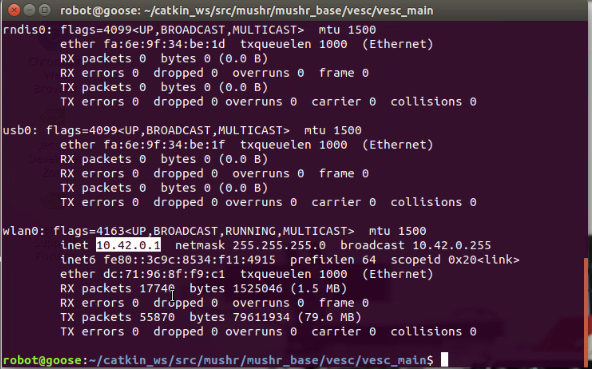 robot@goose: ~/catkin_ws/src/mushr/mushr_base/vesc/vesc_main
rndis0: flags=4099<UP,BROADCAST,MULTICAST>  mtu 1500
        ether fa:6e:9f:34:be:1d  txqueuelen 1000  (Ethernet)
        RX packets 0  bytes 0 (0.0 B)
        RX errors 0  dropped 0  overruns 0  frame 0
        TX packets 0  bytes 0 (0.0 B)
        TX errors 0  dropped 0 overruns 0  carrier 0  collisions 0
usb0: flags=4099<UP,BROADCAST,MULTICAST>  mtu 1500
        ether fa:6e:9f:34:be:1f  txqueuelen 1000  (Ethernet)
        RX packets 0  bytes 0 (0.0 B)
        RX errors 0  dropped 0  overruns 0  frame 0
        TX packets 0  bytes 0 (0.0 B)
        TX errors 0  dropped 0 overruns 0  carrier 0  collisions 0
wlan0: flags=4163<UP,BROADCAST,RUNNING,MULTICAST>  mtu 1500
        inet 10.42.0.1  netmask 255.255.255.0  broadcast 10.42.0.255
        inet6 fe80::3c9c:8534:f11:4915  prefixlen 64  scopeid 0x20<link>
        ether dc:71:96:8f:f9:c1  txqueuelen 1000  (Ethernet)
        RX packets 17740  bytes 1525046 (1.5 MB)
        RX errors 0  dropped 0  overruns 0  frame 0
        TX packets 55870  bytes 79611934 (79.6 MB)
        TX errors 0  dropped 0 overruns 0  carrier 0  collisions 0
robot@goose:~/catkin_ws/src/mushr/mushr_base/vesc/vesc_main$